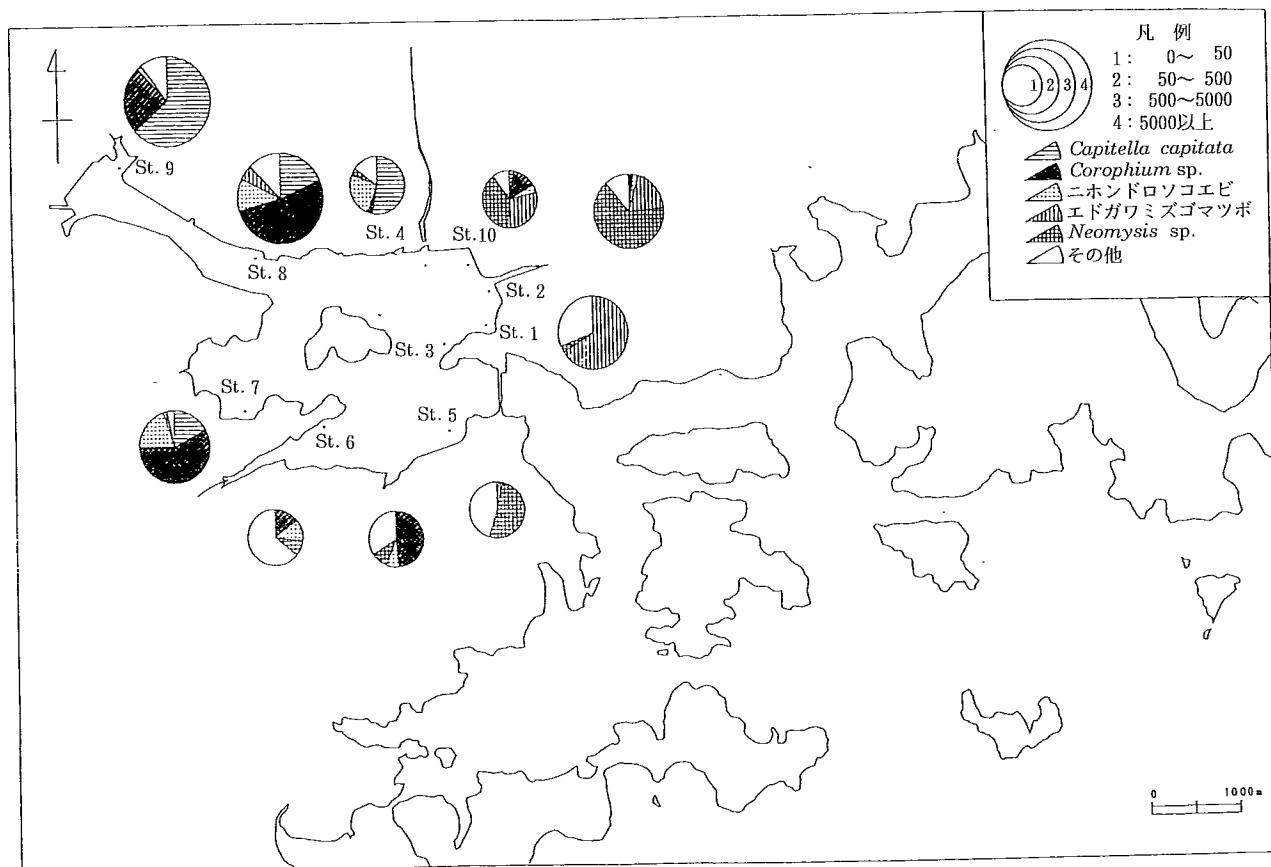 凡 例
1 2 3 4
1： 0～ 50
2： 50～ 500
3： 500～5000
4：5000以上
Capitella capitata
Corophium sp.
ニホンドロソコエビ
エドガワミズゴマツボ
Neomysis sp.
その他
St. 9
St. 4
St.10
St. 8
St. 2
St. 1
St. 3
St. 7
St. 5
St. 6
0 1000m